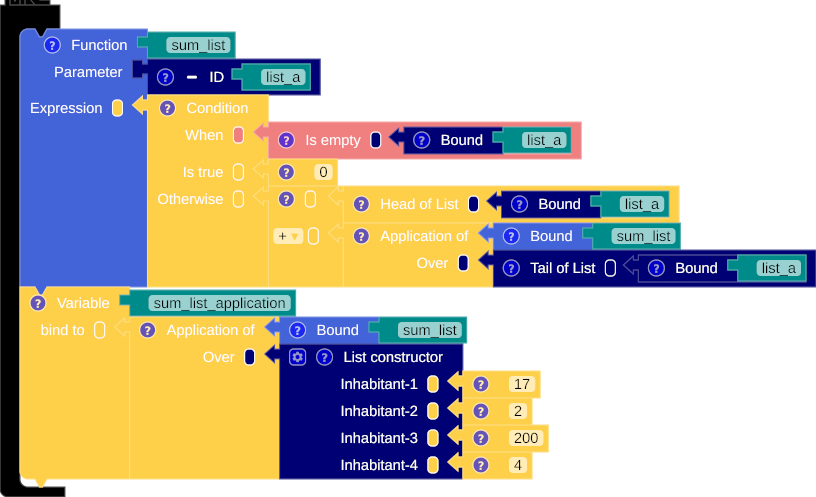 ? Function sum_list
Parameter ? − ID list_a
Expression ? Condition
When ? Is empty ? Bound list_a
Is true ? 0
Otherwise ? ? Head of List ? Bound list_a
+ ▾ ? Application of ? Bound sum_list
Over ? Tail of List ? Bound list_a
? Variable sum_list_application
bind to ? Application of ? Bound sum_list
Over ? List constructor
Inhabitant-1 ? 17
Inhabitant-2 ? 2
Inhabitant-3 ? 200
Inhabitant-4 ? 4